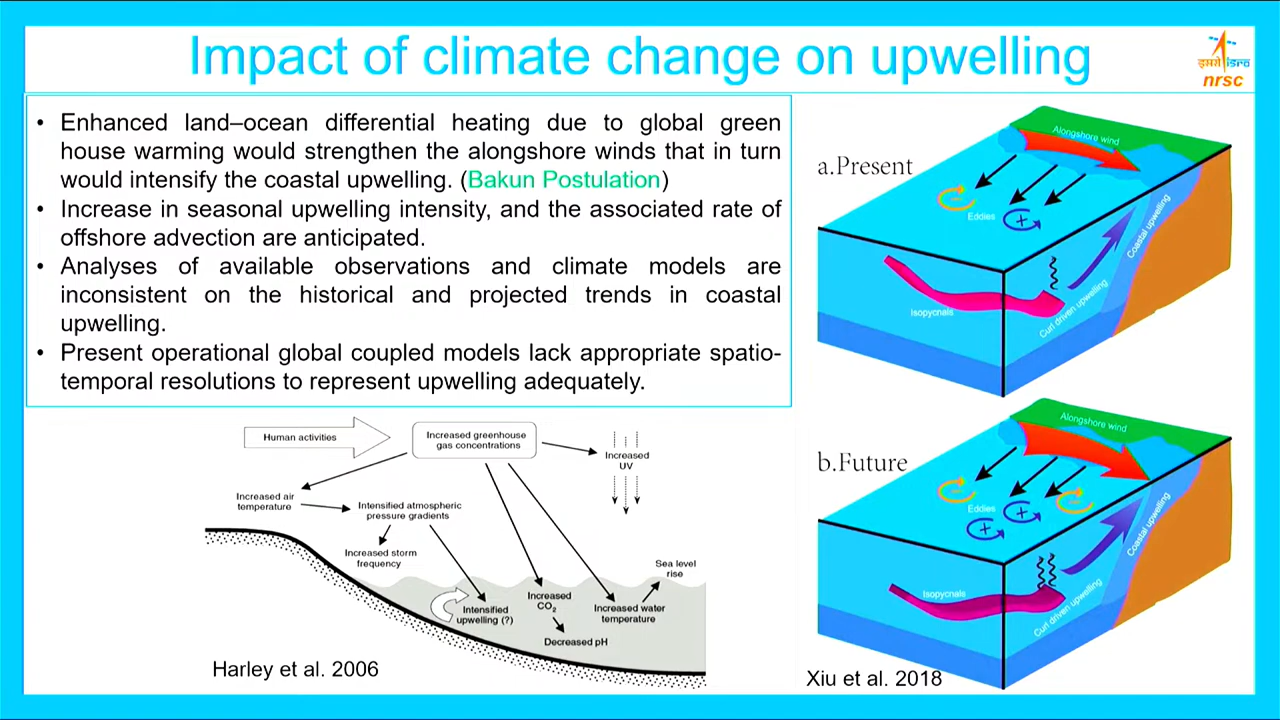 Impact of climate change on upwelling
इसरो isro
nrsc
• Enhanced land–ocean differential heating due to global green
house warming would strengthen the alongshore winds that in turn
would intensify the coastal upwelling. (Bakun Postulation)
• Increase in seasonal upwelling intensity, and the associated rate of
offshore advection are anticipated.
• Analyses of available observations and climate models are
inconsistent on the historical and projected trends in coastal
upwelling.
• Present operational global coupled models lack appropriate spatio-
temporal resolutions to represent upwelling adequately.
Human activities
Increased greenhouse
gas concentrations
Increased
UV
Increased air
temperature
Intensified atmospheric
pressure gradients
Increased storm
frequency
Sea level
rise
Intensified
upwelling (?)
Increased
CO2
Increased water
temperature
Decreased pH
Harley et al. 2006
a.Present
Alongshore wind
Eddies
Coastal upwelling
Isopycnals
Curl driven upwelling
b.Future
Alongshore wind
Eddies
Coastal upwelling
Isopycnals
Curl driven upwelling
Xiu et al. 2018